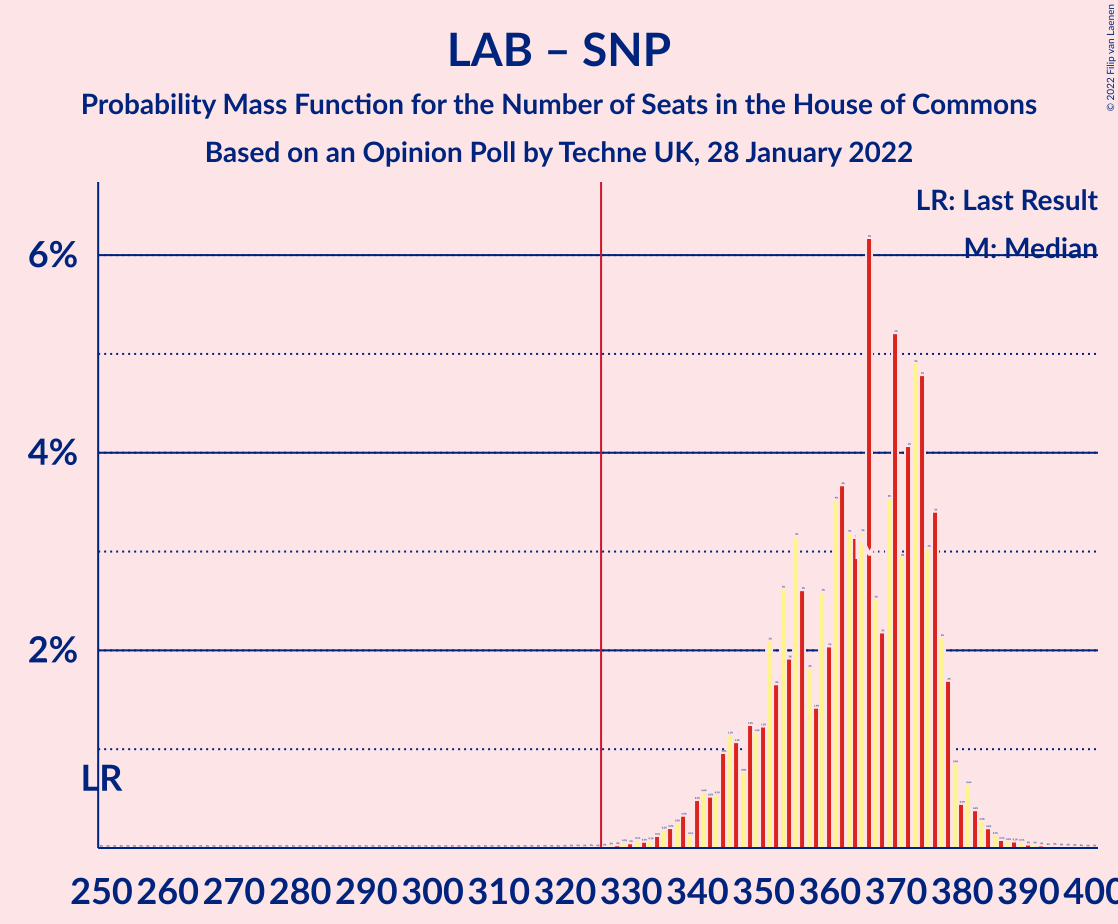 LAB – SNP
Probability Mass Function for the Number of Seats in the House of Commons
Based on an Opinion Poll by Techne UK, 28 January 2022
© 2022 Filip van Laenen
LR: Last Result
M: Median
6%
4%
2%
LR
M
250 260 270 280 290 300 310 320 330 340 350 360 370 380 390 400